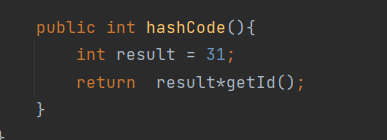 public int hashCode(){
int result = 31;
return  result*getId();
}
}